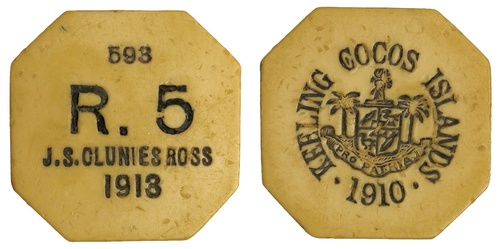 593
R. 5
J.S.CLUNIES ROSS
1913
KEELING COCOS ISLANDS.
PRO PATRIA
· 1910 ·